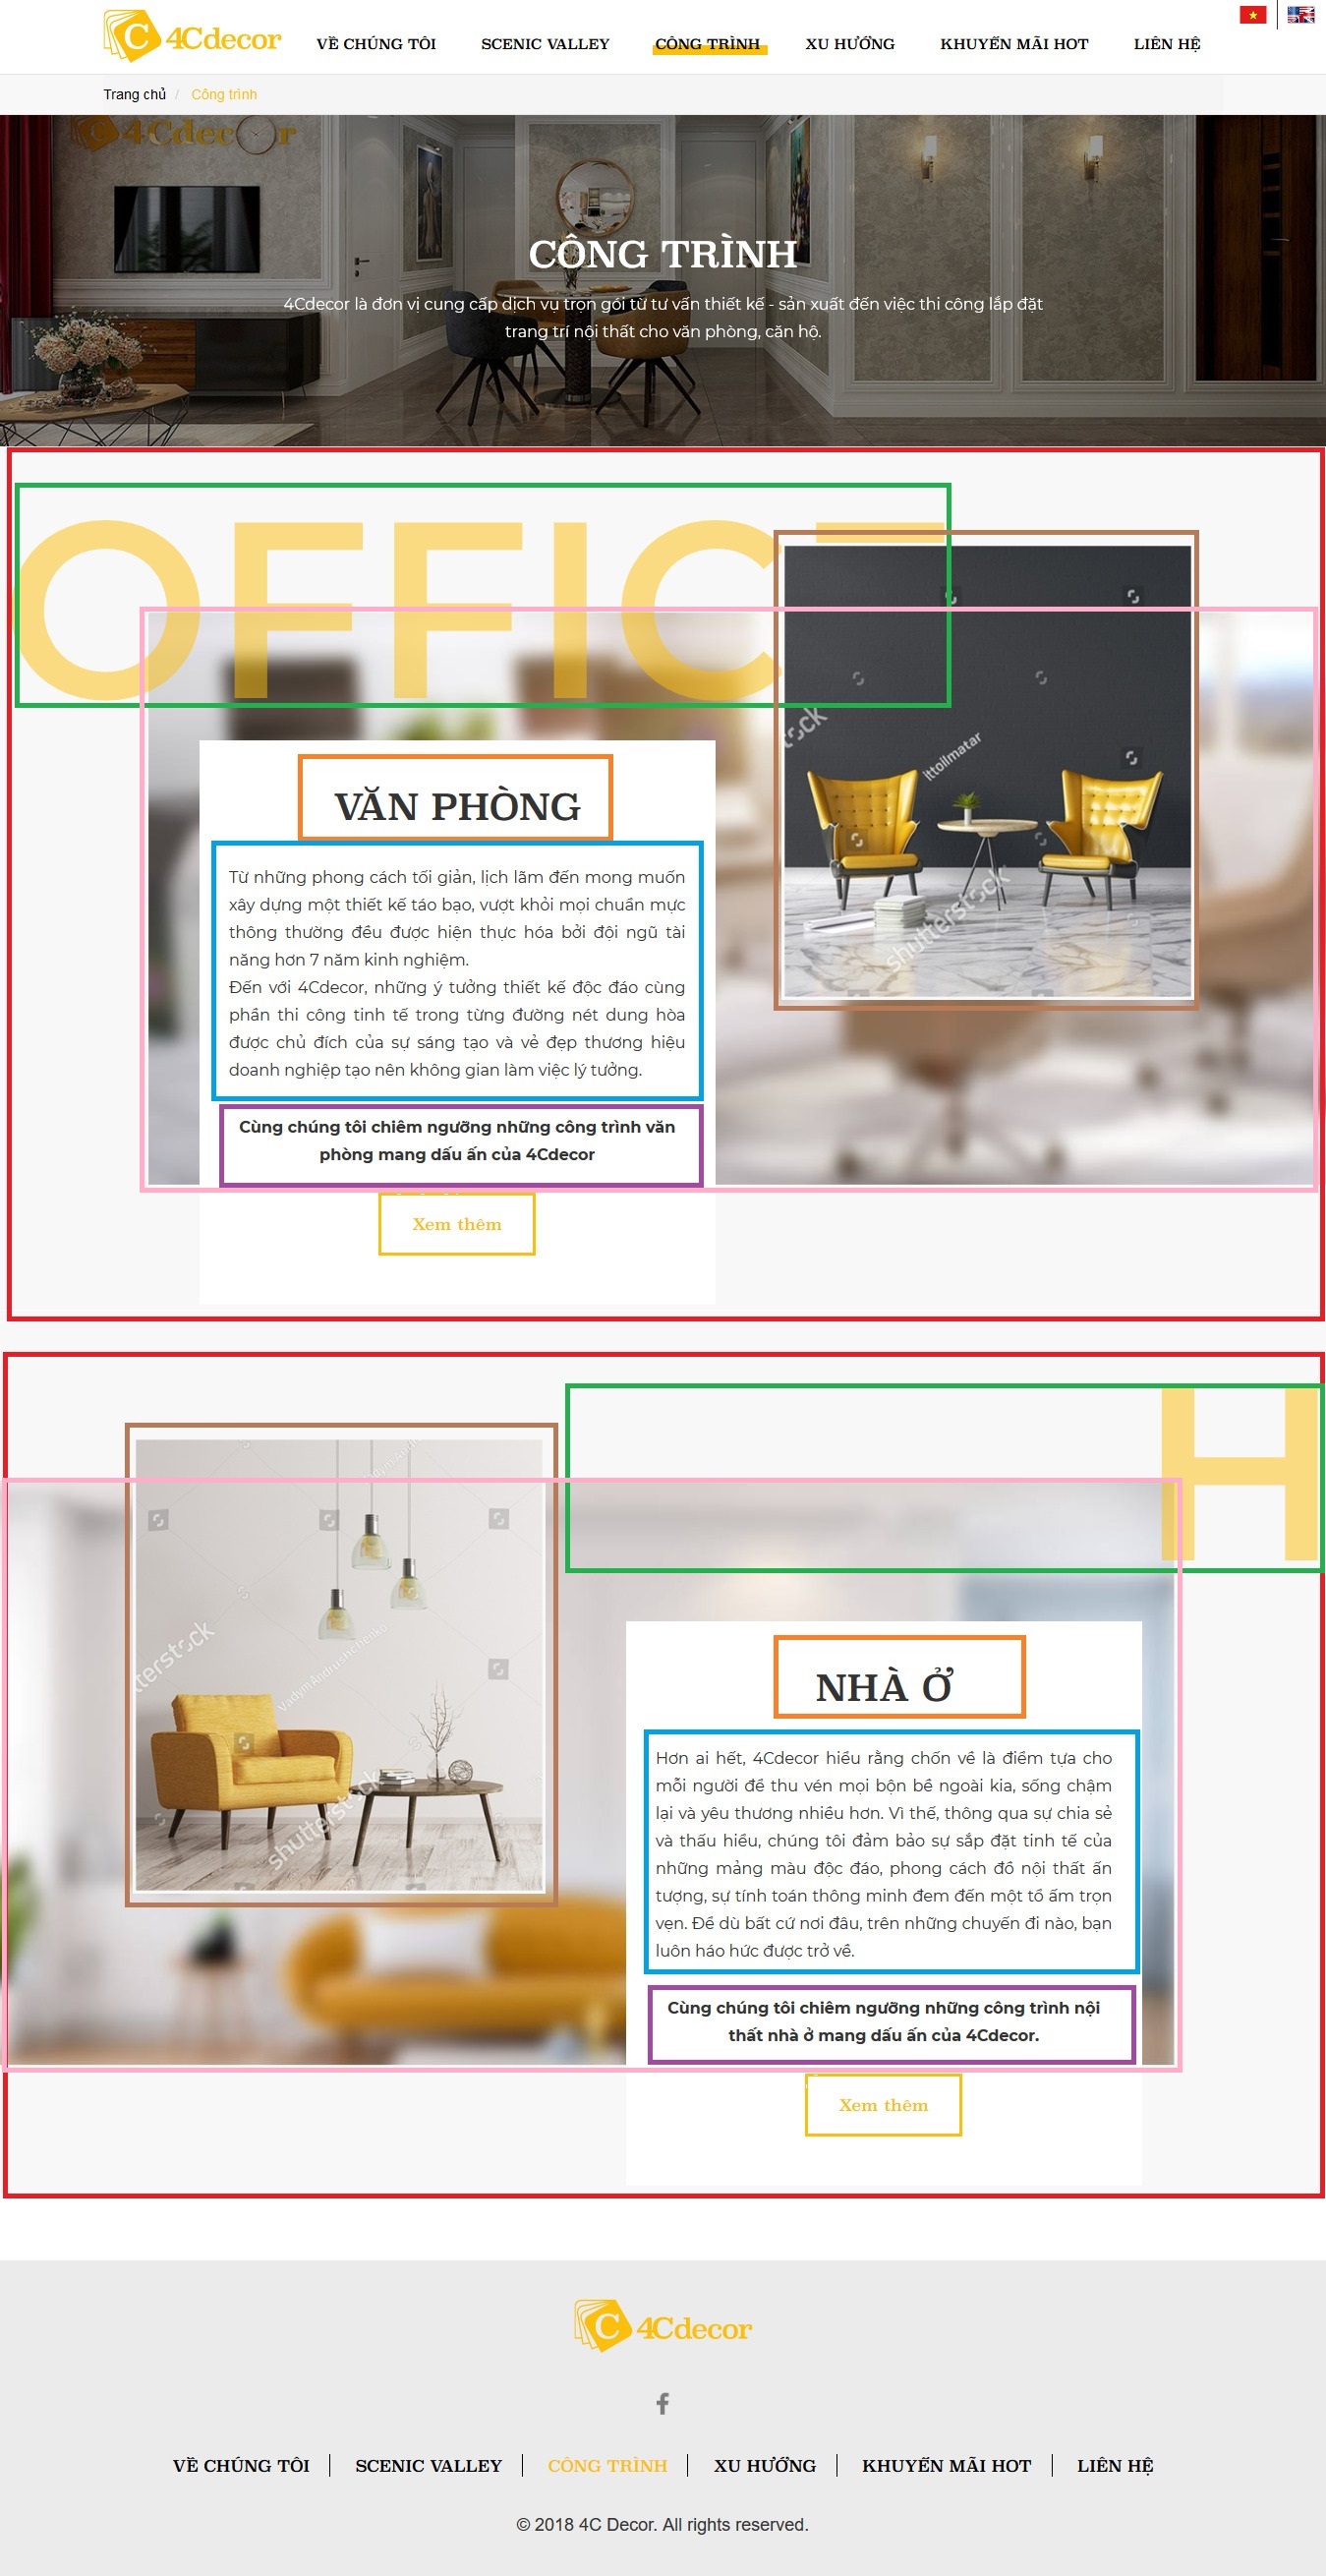 4Cdecor
VỀ CHÚNG TÔI
SCENIC VALLEY
CÔNG TRÌNH
XU HƯỚNG
KHUYẾN MÃI HOT
LIÊN HỆ
Trang chủ / Công trình
4Cdecor
CÔNG TRÌNH
4Cdecor là đơn vị cung cấp dịch vụ trọn gói từ tư vấn thiết kế - sản xuất đến việc thi công lắp đặt
trang trí nội thất cho văn phòng, căn hộ.
OFFIC
VĂN PHÒNG
Từ những phong cách tối giản, lịch lãm đến mong muốn
xây dựng một thiết kế táo bạo, vượt khỏi mọi chuẩn mực
thông thường đều được hiện thực hóa bởi đội ngũ tài
năng hơn 7 năm kinh nghiệm.
Đến với 4Cdecor, những ý tưởng thiết kế độc đáo cùng
phần thi công tinh tế trong từng đường nét dung hòa
được chủ đích của sự sáng tạo và vẻ đẹp thương hiệu
doanh nghiệp tạo nên không gian làm việc lý tưởng.
Cùng chúng tôi chiêm ngưỡng những công trình văn
phòng mang dấu ấn của 4Cdecor
Xem thêm
stock
ittoilmatar
shutterstock
H
VadymAndrushchenko
terstock
shutterstock
NHÀ Ở
Hơn ai hết, 4Cdecor hiểu rằng chốn về là điểm tựa cho
mỗi người để thu vén mọi bộn bề ngoài kia, sống chậm
lại và yêu thương nhiều hơn. Vì thế, thông qua sự chia sẻ
và thấu hiểu, chúng tôi đảm bảo sự sắp đặt tinh tế của
những mảng màu độc đáo, phong cách đồ nội thất ấn
tượng, sự tính toán thông minh đem đến một tổ ấm trọn
vẹn. Để dù bất cứ nơi đâu, trên những chuyến đi nào, bạn
luôn háo hức được trở về.
Cùng chúng tôi chiêm ngưỡng những công trình nội
thất nhà ở mang dấu ấn của 4Cdecor.
Xem thêm
4Cdecor
VỀ CHÚNG TÔI
SCENIC VALLEY
CÔNG TRÌNH
XU HƯỚNG
KHUYẾN MÃI HOT
LIÊN HỆ
© 2018 4C Decor. All rights reserved.